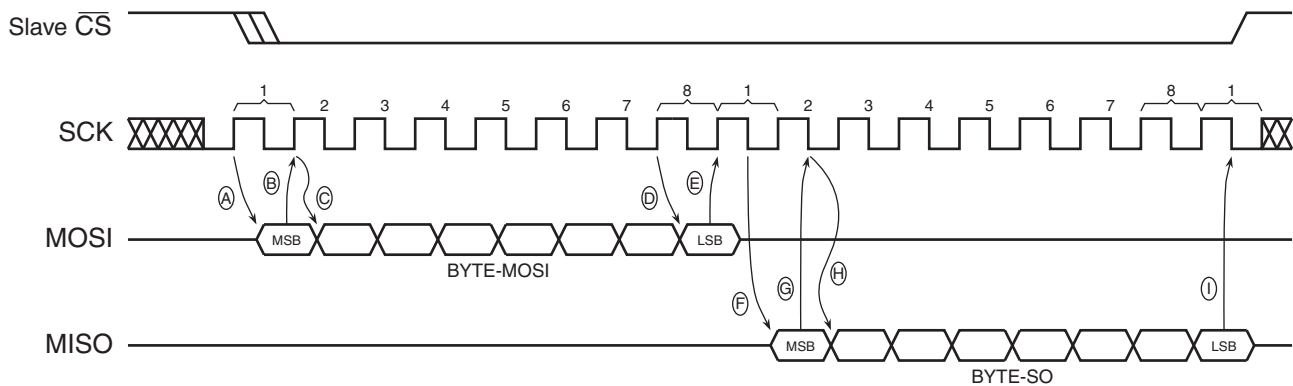 Slave CS
1 2 3 4 5 6 7 8 1 2 3 4 5 6 7 8 1
SCK
A B C D E
MOSI MSB LSB
BYTE-MOSI
F G H I
MISO MSB LSB
BYTE-SO